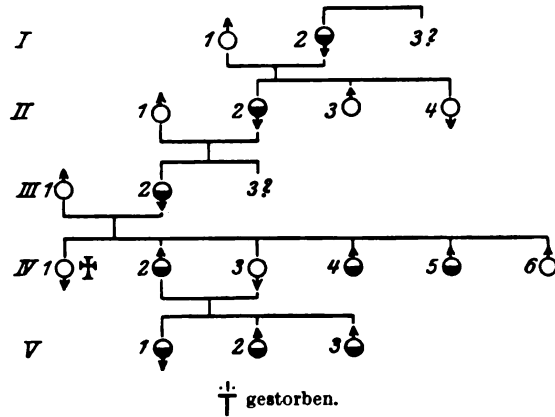 I 1 2 3?
II 1 2 3 4
III 1 2 3?
IV 1 2 3 4 5 6
V 1 2 3
gestorben.